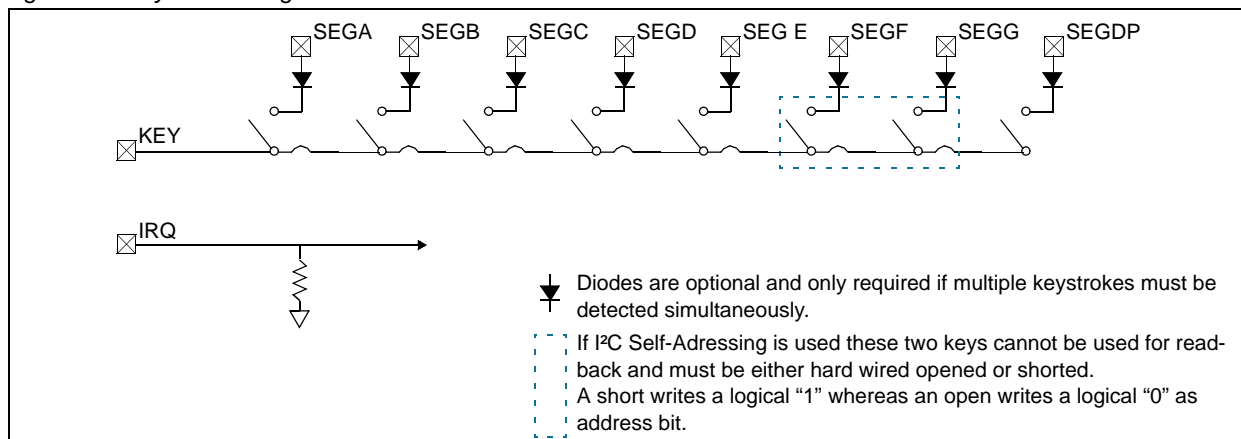 SEGA SEGB SEGC SEGD SEG E SEGF SEGG SEGDP
KEY
IRQ
Diodes are optional and only required if multiple keystrokes must be
detected simultaneously.
If I²C Self-Adressing is used these two keys cannot be used for read-
back and must be either hard wired opened or shorted.
A short writes a logical “1” whereas an open writes a logical “0” as
address bit.